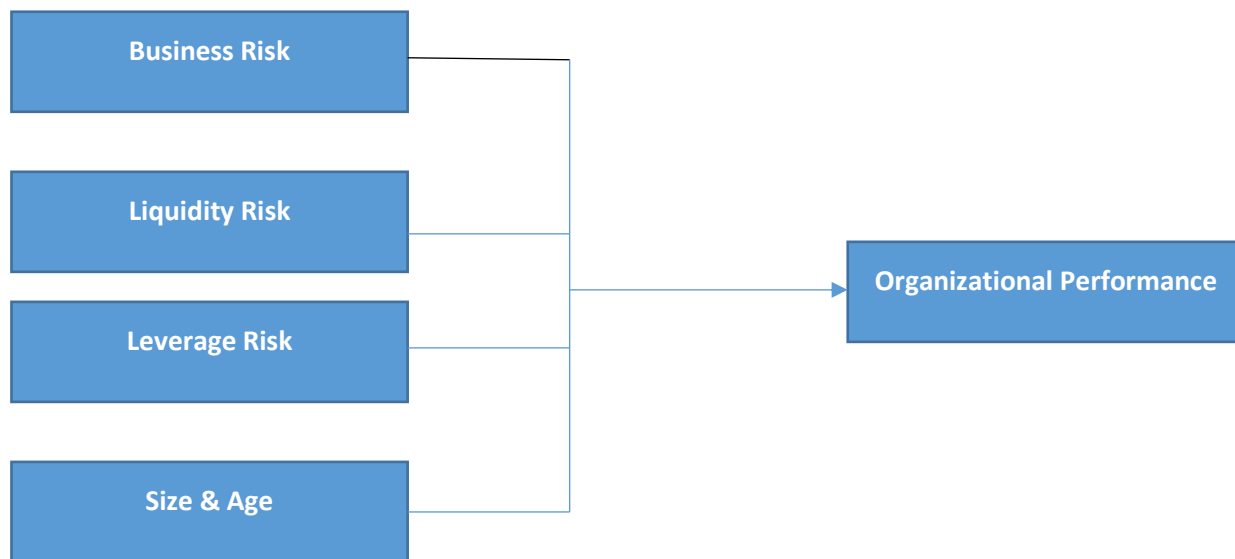 Business Risk
Liquidity Risk
Organizational Performance
Leverage Risk
Size & Age